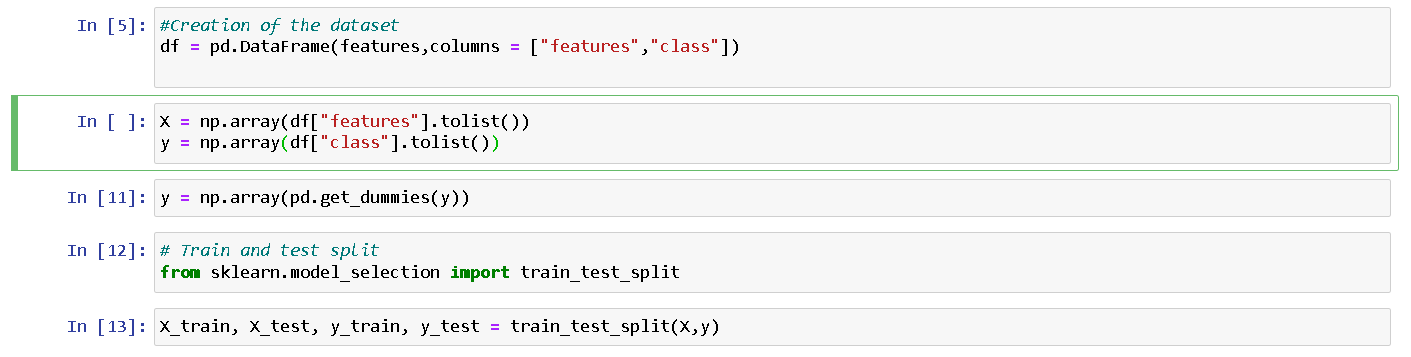 In [5]: #Creation of the dataset
df = pd.DataFrame(features,columns = ["features","class"])
In [ ]: X = np.array(df["features"].tolist())
y = np.array(df["class"].tolist())
In [11]: y = np.array(pd.get_dummies(y))
In [12]: # Train and test split
from sklearn.model_selection import train_test_split
In [13]: X_train, X_test, y_train, y_test = train_test_split(X,y)